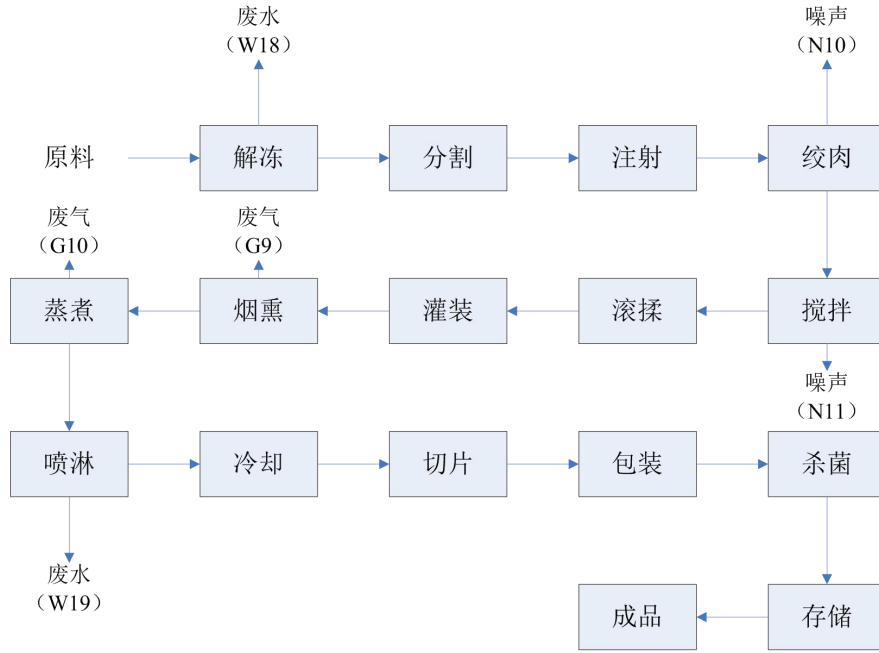 废水
（W18）
噪声
（N10）
原料
解冻
分割
注射
绞肉
废气
（G10）
废气
（G9）
蒸煮
烟熏
灌装
滚揉
搅拌
噪声
（N11）
喷淋
冷却
切片
包装
杀菌
废水
（W19）
成品
存储